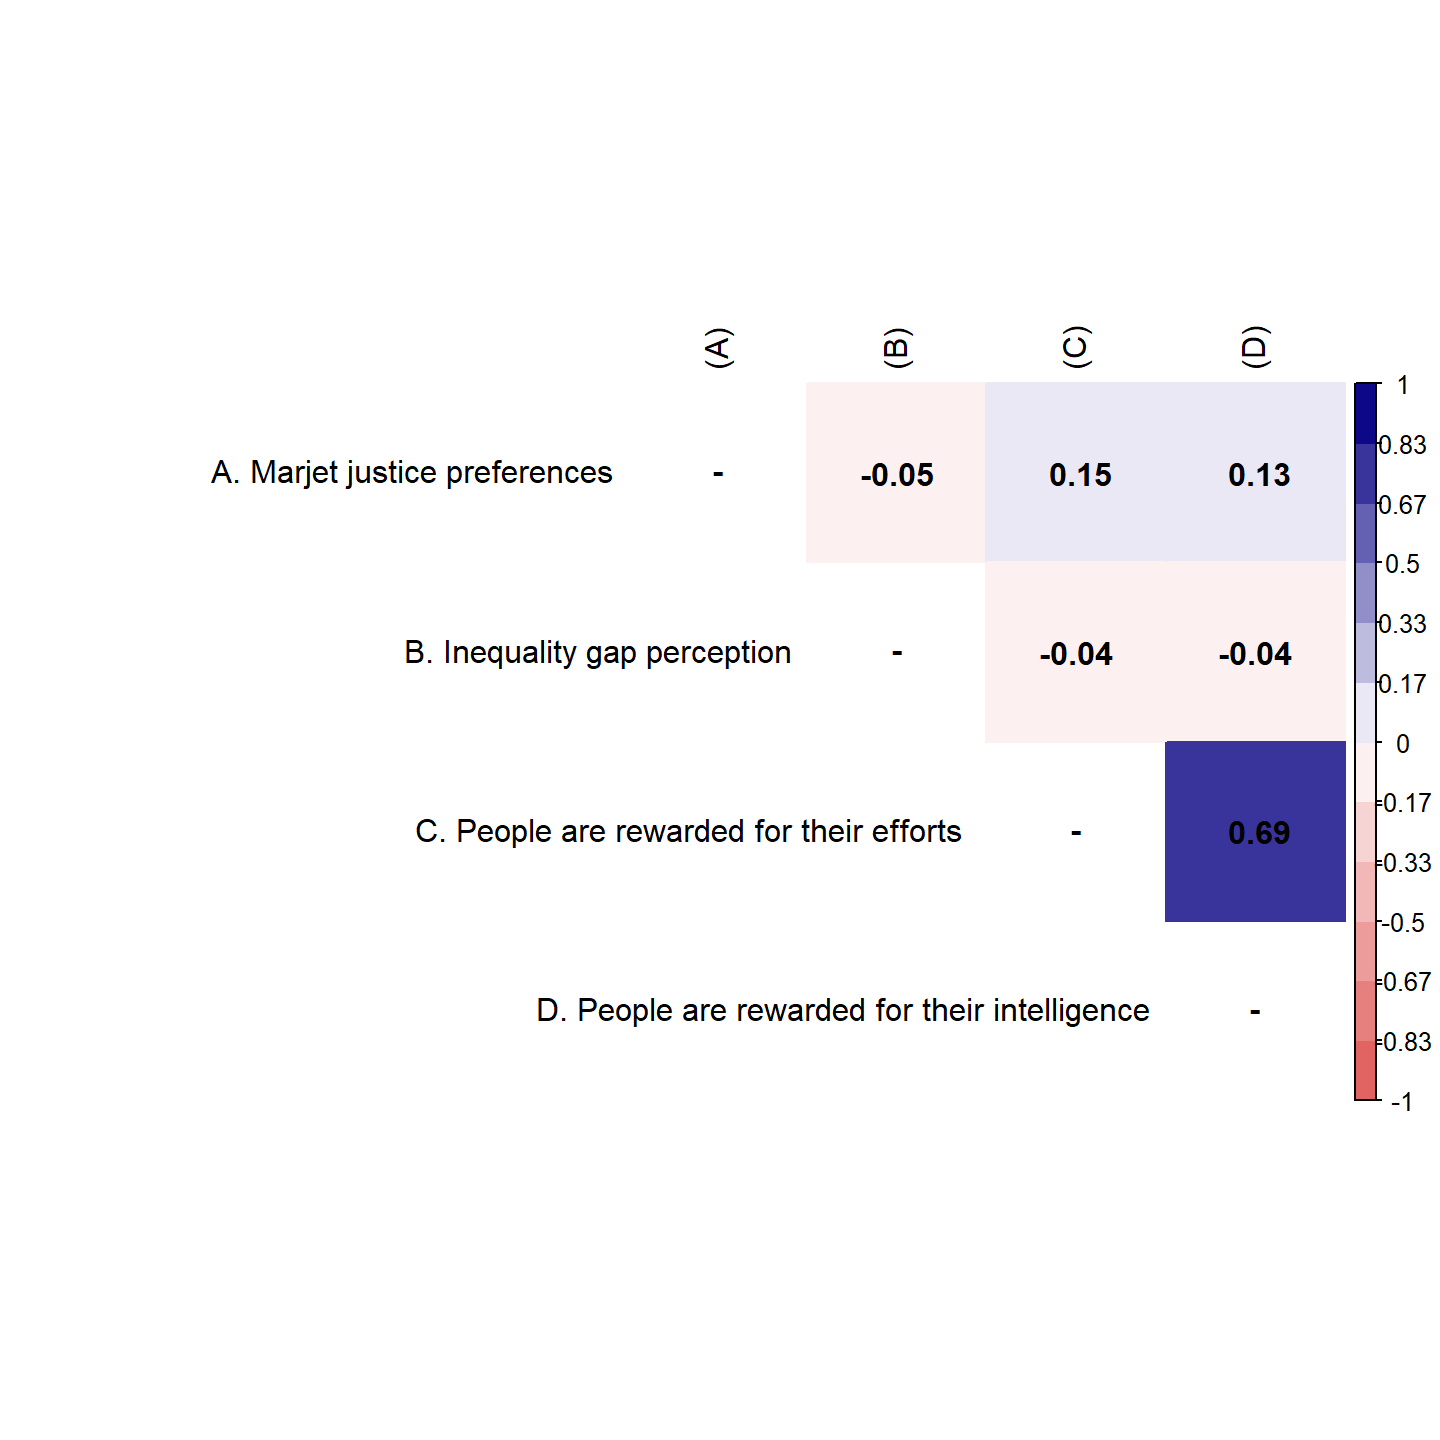 (A) (B) (C) (D)
A. Marjet justice preferences - -0.05 0.15 0.13
B. Inequality gap perception - -0.04 -0.04
C. People are rewarded for their efforts - 0.69
D. People are rewarded for their intelligence -
1
0.83
0.67
0.5
0.33
0.17
0
-0.17
-0.33
-0.5
-0.67
-0.83
-1